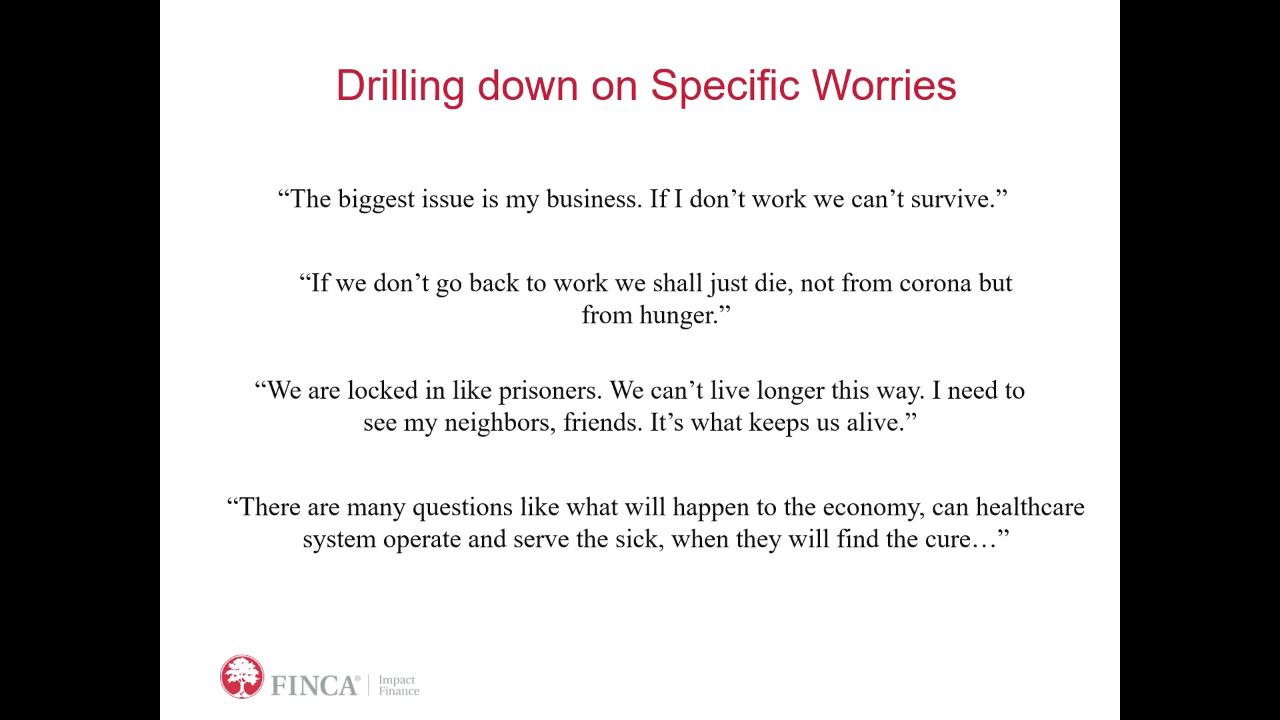 Drilling down on Specific Worries
“The biggest issue is my business. If I don’t work we can’t survive.”
“If we don’t go back to work we shall just die, not from corona but
from hunger.”
“We are locked in like prisoners. We can’t live longer this way. I need to
see my neighbors, friends. It’s what keeps us alive.”
“There are many questions like what will happen to the economy, can healthcare
system operate and serve the sick, when they will find the cure…”
FINCA®
Impact
Finance